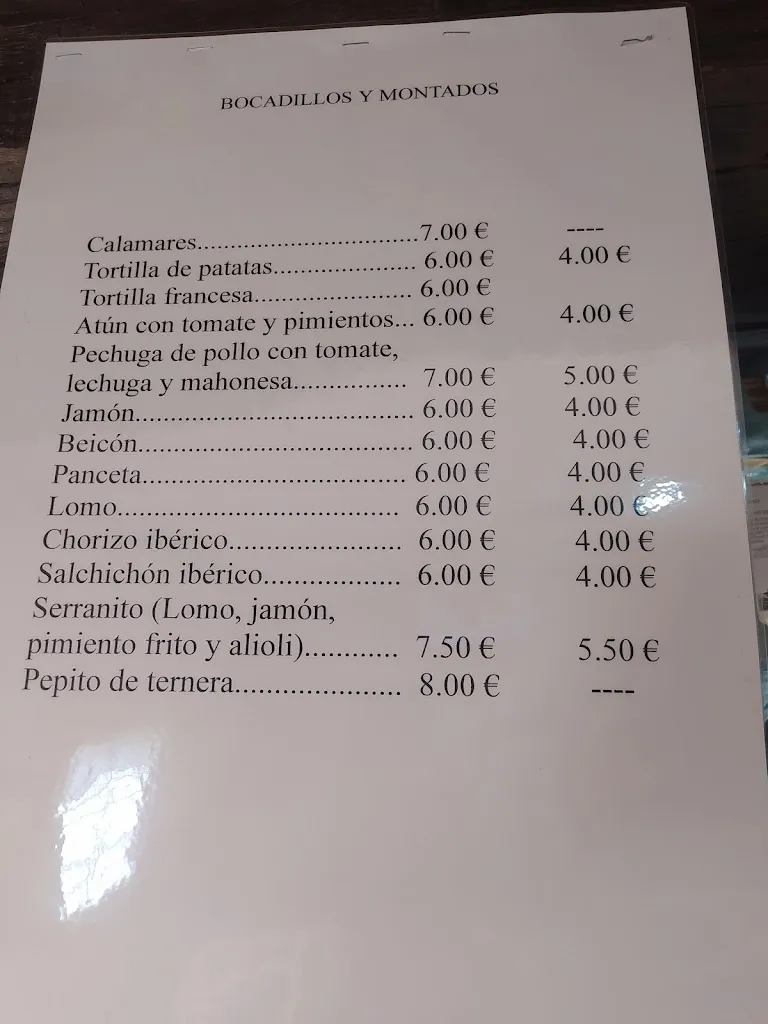 BOCADILLOS Y MONTADOS
Calamares..................................7.00 € ----
Tortilla de patatas...................... 6.00 € 4.00 €
Tortilla francesa........................ 6.00 €
Atún con tomate y pimientos... 6.00 € 4.00 €
Pechuga de pollo con tomate,
lechuga y mahonesa................. 7.00 € 5.00 €
Jamón.......................................... 6.00 € 4.00 €
Beicón......................................... 6.00 € 4.00 €
Panceta....................................... 6.00 € 4.00 €
Lomo.......................................... 6.00 € 4.00 €
Chorizo ibérico......................... 6.00 € 4.00 €
Salchichón ibérico.................... 6.00 € 4.00 €
Serranito (Lomo, jamón,
pimiento frito y alioli)............ 7.50 € 5.50 €
Pepito de ternera..................... 8.00 € ----